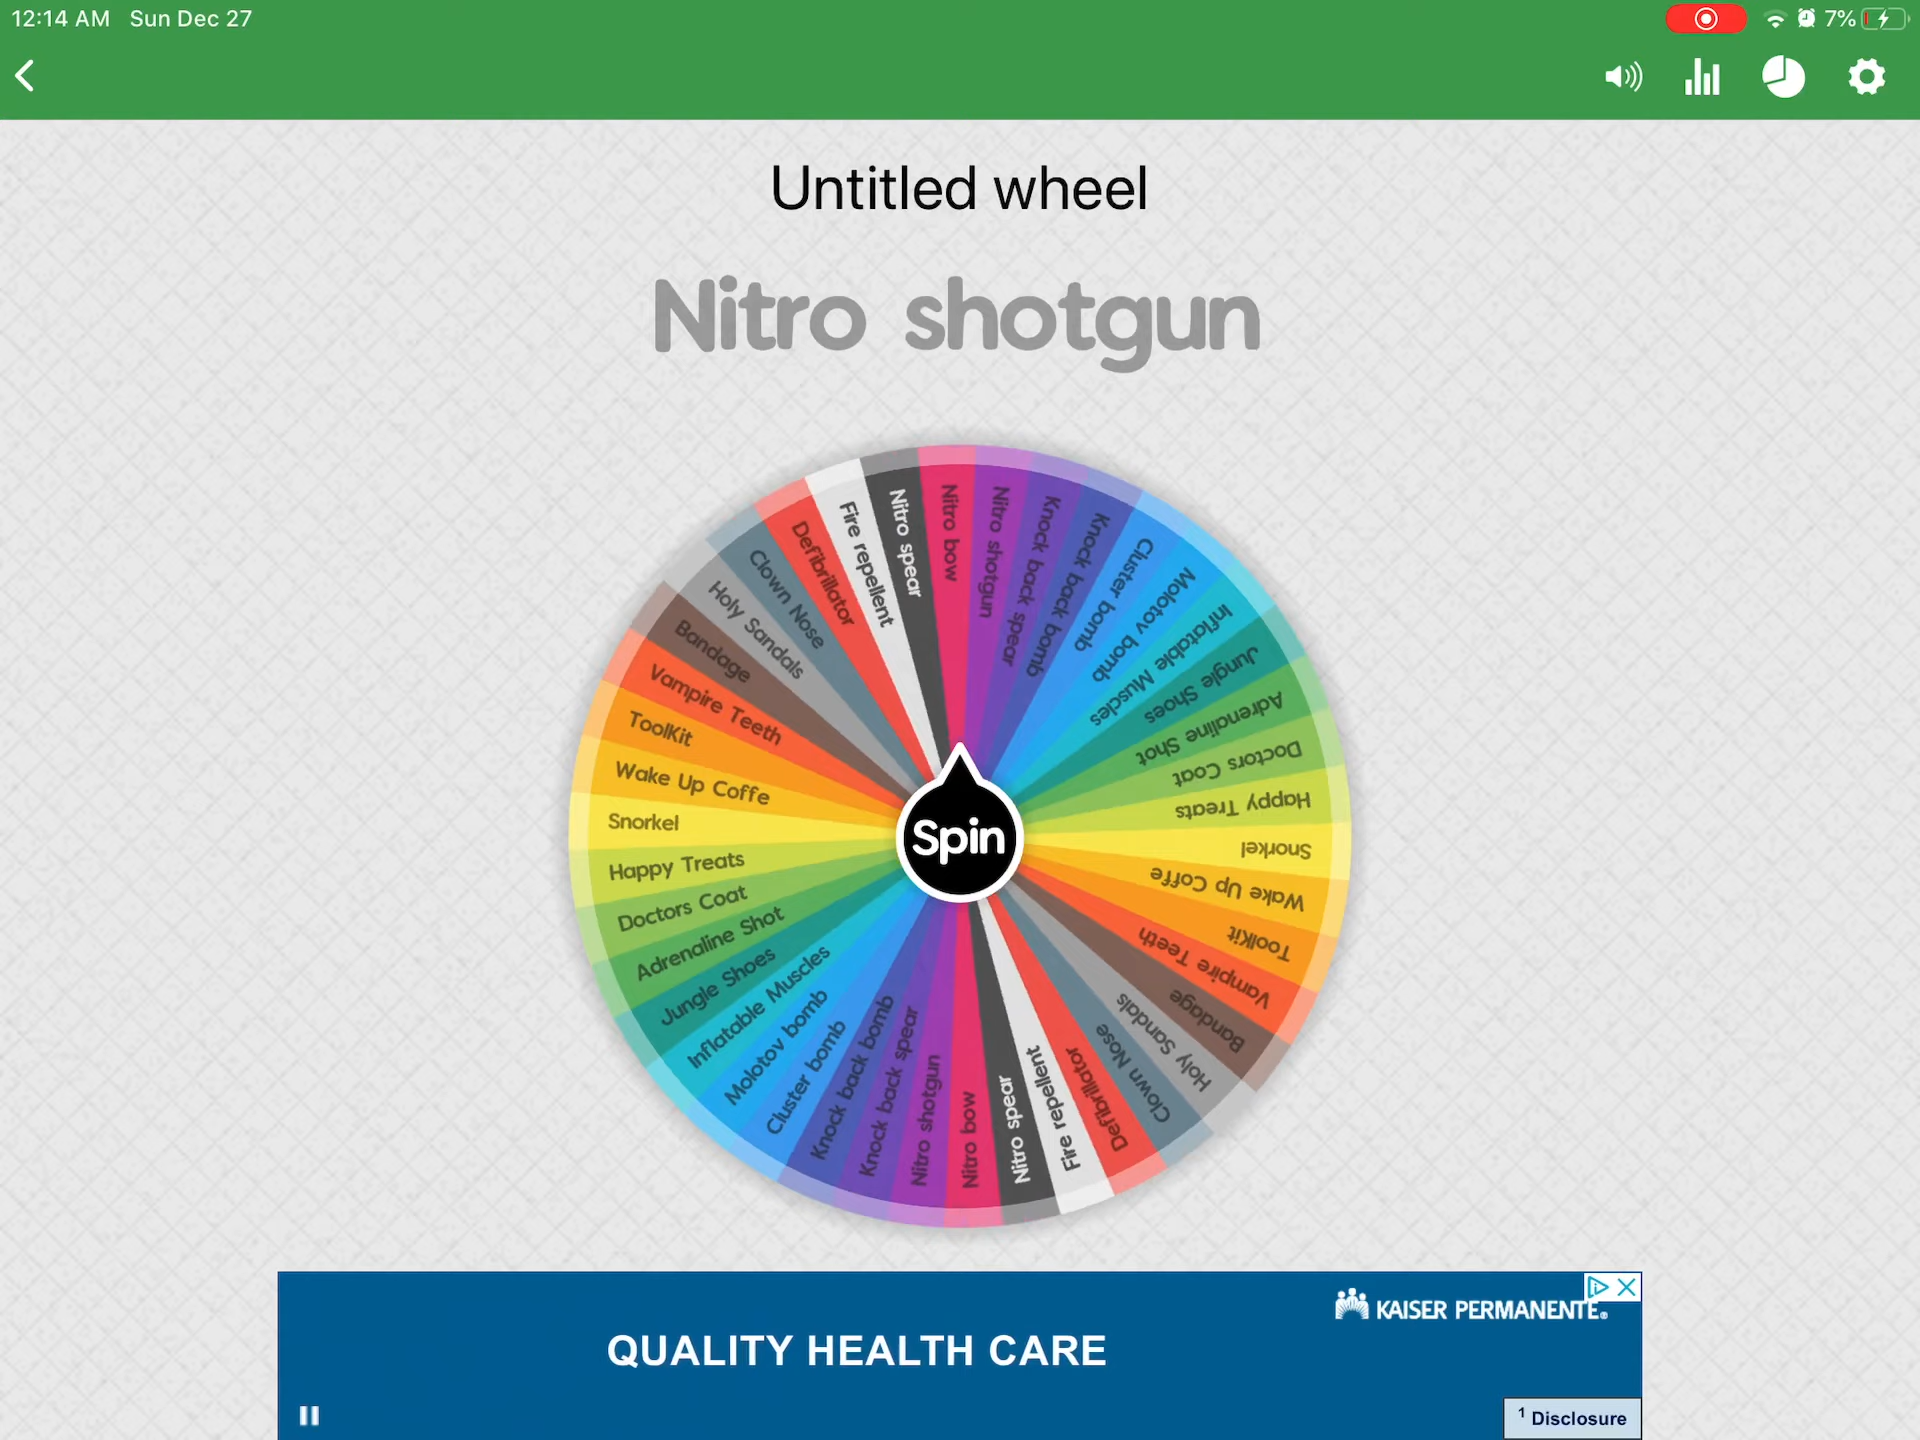 12:14 AM Sun Dec 27
7%
Untitled wheel
Nitro shotgun
Nitro bow
Nitro shotgun
Knock back spear
Knock back bomb
Cluster bomb
Molotov bomb
Inflatable Muscles
Jungle Shoes
Adrenaline Shot
Doctors Coat
Happy Treats
Snorkel
Wake Up Coffe
ToolKit
Vampire Teeth
Bandage
Holy Sandals
Clown Nose
Defibrillator
Fire repellent
Nitro spear
Nitro bow
Nitro shotgun
Knock back spear
Knock back bomb
Cluster bomb
Molotov bomb
Inflatable Muscles
Jungle Shoes
Adrenaline Shot
Doctors Coat
Happy Treats
Snorkel
Wake Up Coffe
ToolKit
Vampire Teeth
Bandage
Holy Sandals
Clown Nose
Defibrillator
Fire repellent
Nitro spear
Spin
KAISER PERMANENTE®
QUALITY HEALTH CARE
1 Disclosure